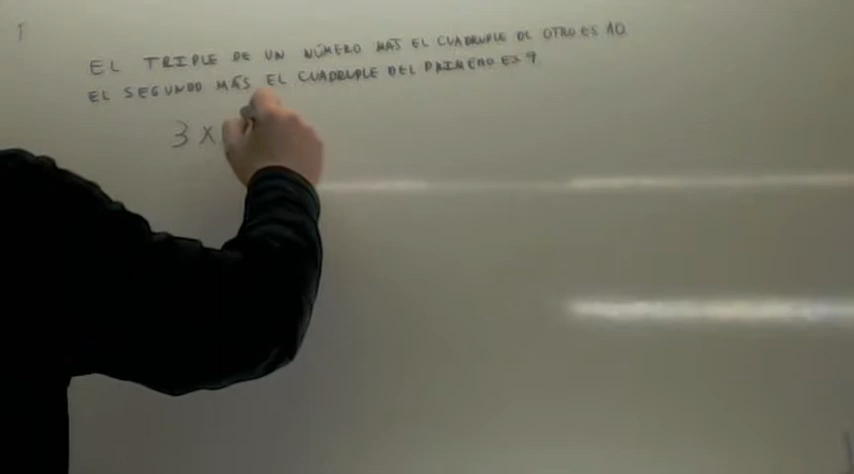 EL TRIPLE DE UN NÚMERO MÁS EL CUADRUPLE DE OTRO ES 10
EL SEGUNDO MÁS EL CUADRUPLE DEL PRIMERO ES 9
3x